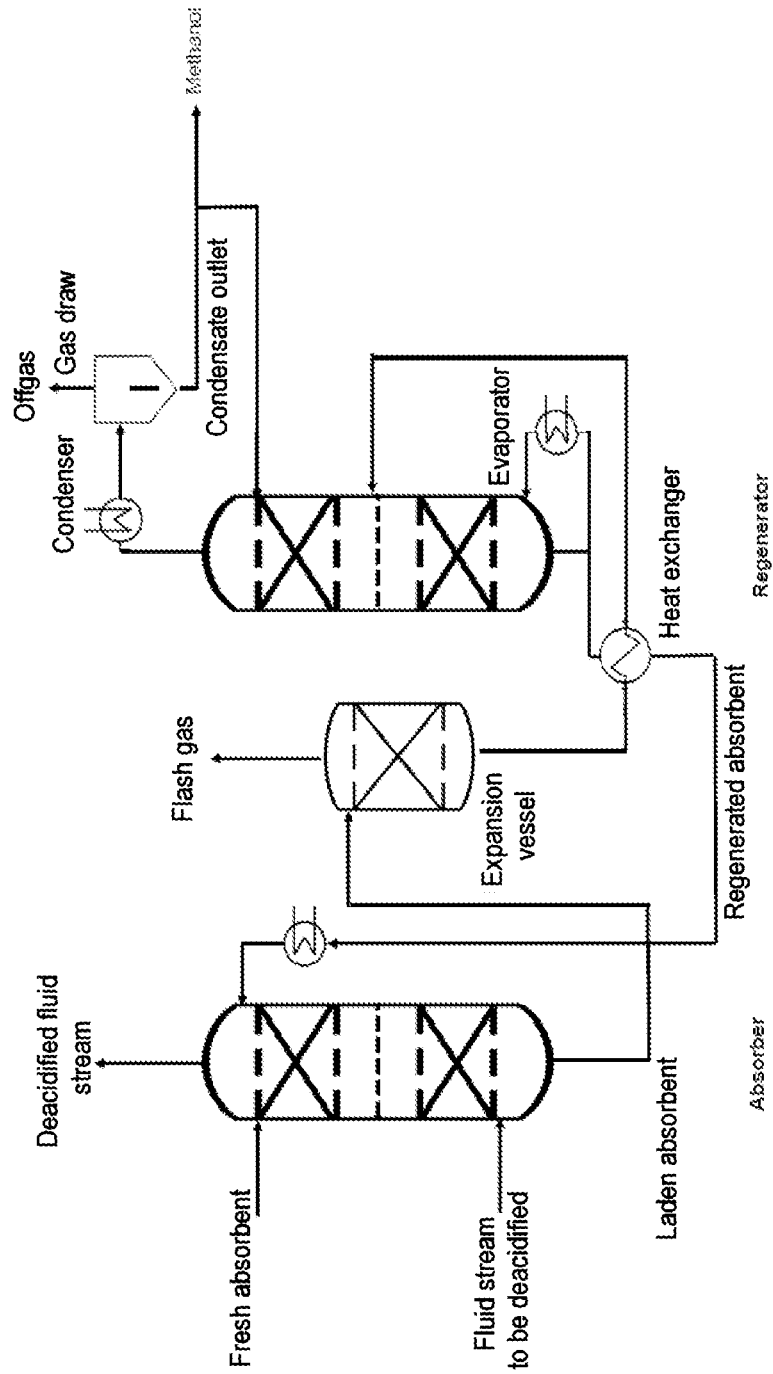 Deacidified fluid
stream
Fresh absorbent
Fluid stream
to be deacidified
Laden absorbent
Absorber
Flash gas
Expansion
vessel
Regenerated absorbent
Offgas
Gas draw
Condenser
Condensate outlet
Methanol
Evaporator
Heat exchanger
Regenerator